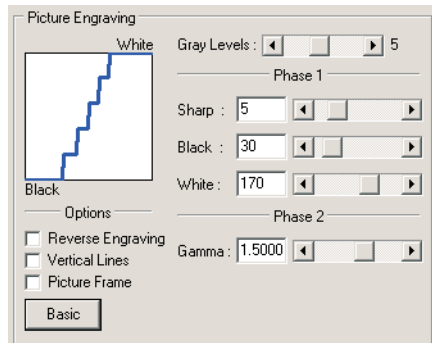 Picture Engraving
White
Black
Gray Levels : 5
Phase 1
Sharp : 5
Black : 30
White : 170
Phase 2
Gamma : 1.5000
Options
Reverse Engraving
Vertical Lines
Picture Frame
Basic